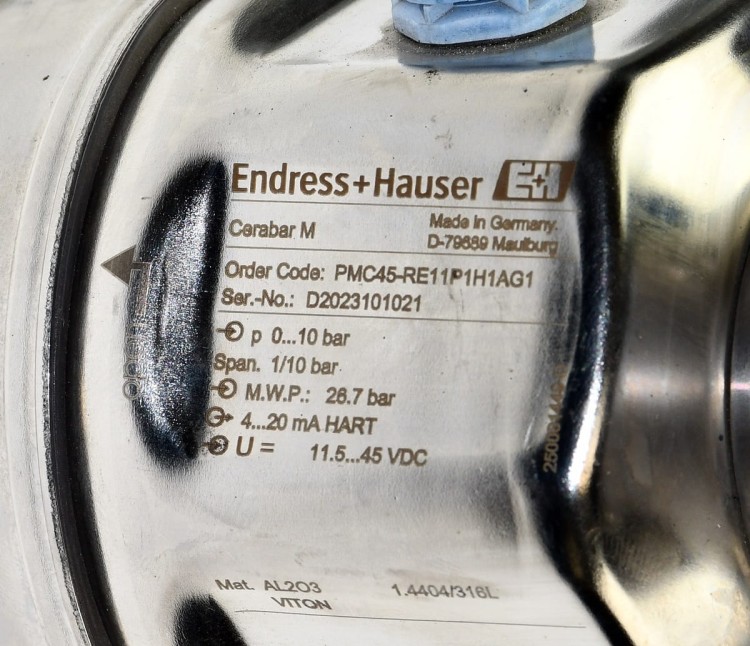 Endress+Hauser E+H
Cerabar M
Made in Germany.
D-79689 Maulburg
Order Code: PMC45-RE11P1H1AG1
Ser.-No.: D2023101021
p 0...10 bar
Span. 1/10 bar
M.W.P.: 26.7 bar
4...20 mA HART
U = 11.5...45 VDC
Mat. AL2O3 1.4404/316L
VITON